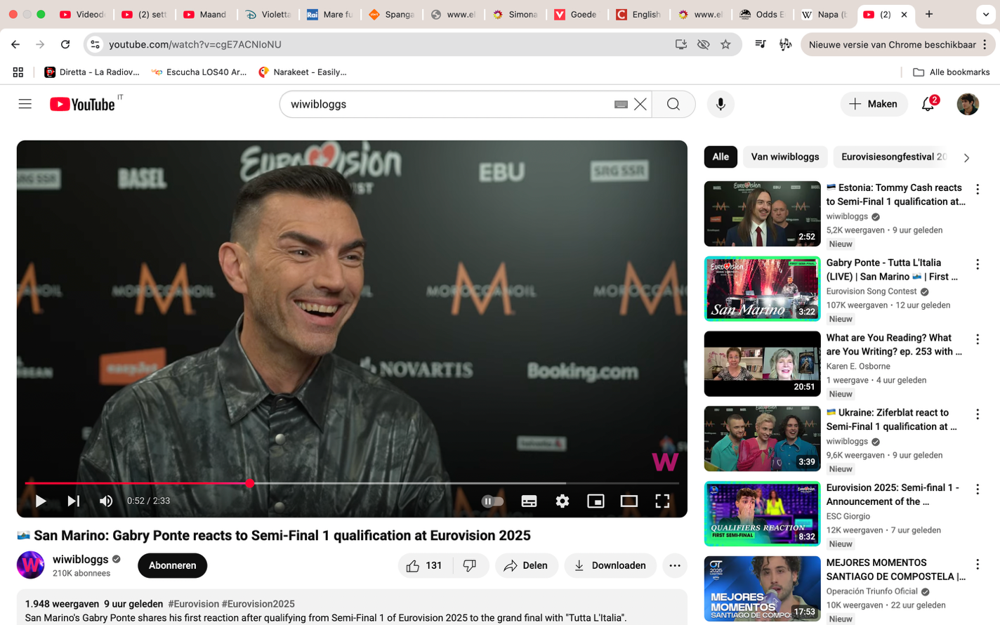 Videod
(2) sett
Maand
Violetta
Rai
Mare fu
Spanga
www.el
Simona
Goede
English
www.el
Odds E
Napa (b
(2)
youtube.com/watch?v=cgE7ACNIoNU
Nieuwe versie van Chrome beschikbaar
Diretta - La Radiov...
Escucha LOS40 Ar...
Narakeet - Easily...
All bookmarks
YouTube IT
wiwibloggs
Maken
2
EUROVISION
BASEL
EBU
SRG SSR
MOROCCANOIL
MOROCCANOIL
easyJet
NOVARTIS
Booking.com
W
0:52 / 2:33
San Marino: Gabry Ponte reacts to Semi-Final 1 qualification at Eurovision 2025
wiwibloggs
210K abonnees
Abonneren
131
Delen
Downloaden
1.948 weergaven 9 uur geleden #Eurovision #Eurovision2025
San Marino's Gabry Ponte shares his first reaction after qualifying from Semi-Final 1 of Eurovision 2025 to the grand final with "Tutta L'Italia".
Alle
Van wiwibloggs
Eurovisiesongfestival 20
2:52
Estonia: Tommy Cash reacts
to Semi-Final 1 qualification at...
wiwibloggs
5,2K weergaven · 9 uur geleden
Nieuw
FIRST SEMI-FINAL
San Marino
3:22
Gabry Ponte - Tutta L'Italia
(LIVE) | San Marino | First ...
Eurovision Song Contest
107K weergaven · 12 uur geleden
Nieuw
20:51
What are You Reading? What
are You Writing? ep. 253 with ...
Karen E. Osborne
1 weergave · 4 uur geleden
Nieuw
3:39
Ukraine: Ziferblat react to
Semi-Final 1 qualification at ...
wiwibloggs
9,6K weergaven · 9 uur geleden
Nieuw
QUALIFIERS REACTION
FIRST SEMI-FINAL
8:32
Eurovision 2025: Semi-final 1 -
Announcement of the ...
ESC Giorgio
12K weergaven · 7 uur geleden
Nieuw
OT
2025
MEJORES
MOMENTOS
SANTIAGO DE COMPOSTELA
17:53
MEJORES MOMENTOS
SANTIAGO DE COMPOSTELA |...
Operación Triunfo Oficial
10K weergaven · 22 uur geleden
Nieuw